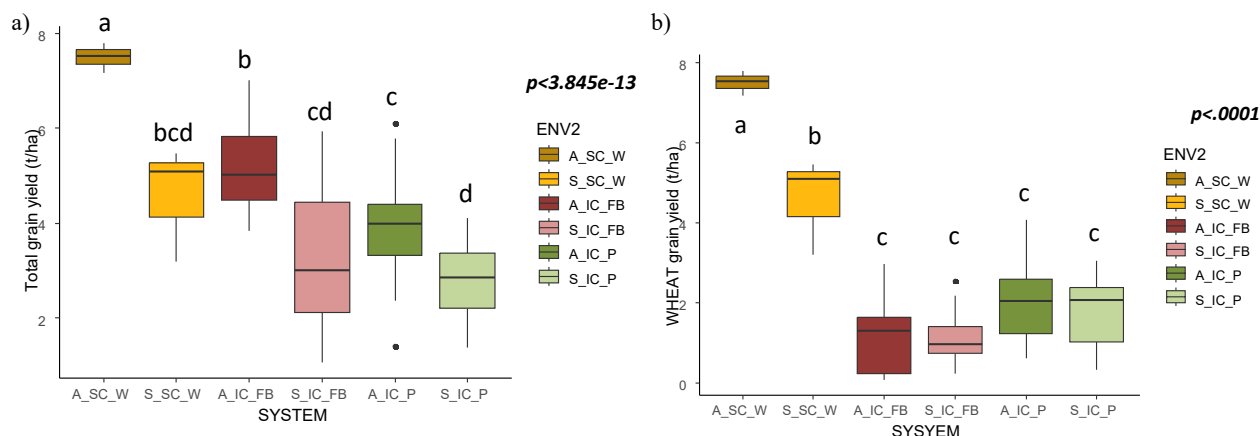 a)
Total grain yield (t/ha)
8
6
4
2
a
bcd
b
cd
c
d
A_SC_W
S_SC_W
A_IC_FB
S_IC_FB
A_IC_P
S_IC_P
SYSTEM
p<3.845e-13
ENV2
A_SC_W
S_SC_W
A_IC_FB
S_IC_FB
A_IC_P
S_IC_P
b)
WHEAT grain yield (t/ha)
8
6
4
2
0
a
b
c
c
c
c
A_SC_W
S_SC_W
A_IC_FB
S_IC_FB
A_IC_P
S_IC_P
SYSYEM
p<.0001
ENV2
A_SC_W
S_SC_W
A_IC_FB
S_IC_FB
A_IC_P
S_IC_P